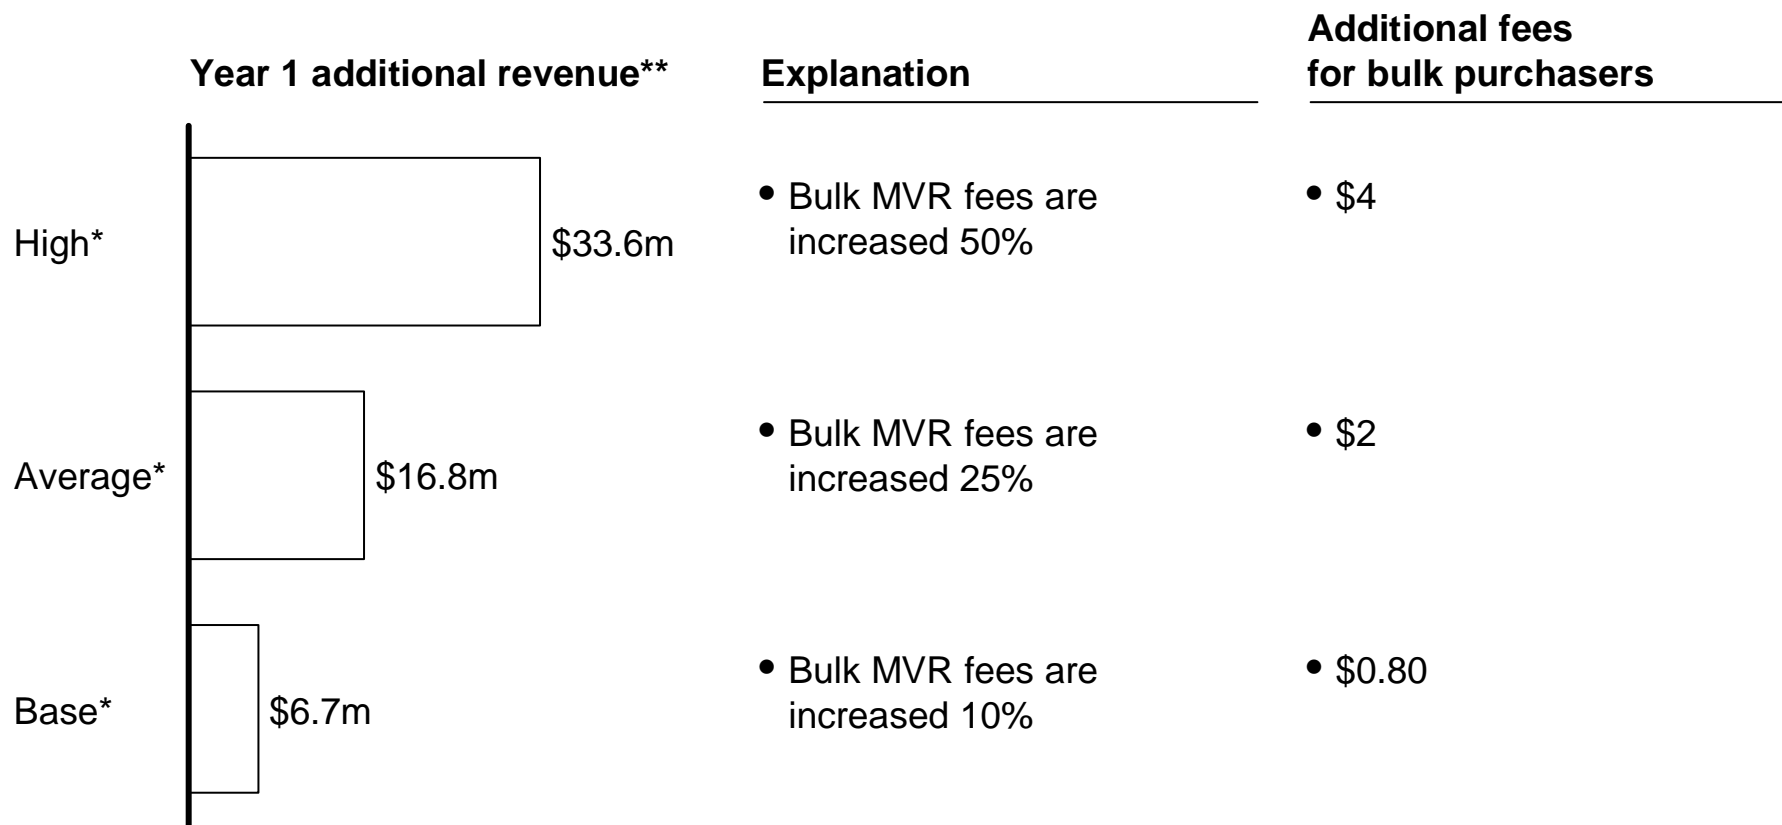 Year 1 additional revenue**
Explanation
Additional fees
for bulk purchasers
High*
$33.6m
• Bulk MVR fees are
increased 50%
• $4
Average*
$16.8m
• Bulk MVR fees are
increased 25%
• $2
Base*
$6.7m
• Bulk MVR fees are
increased 10%
• $0.80